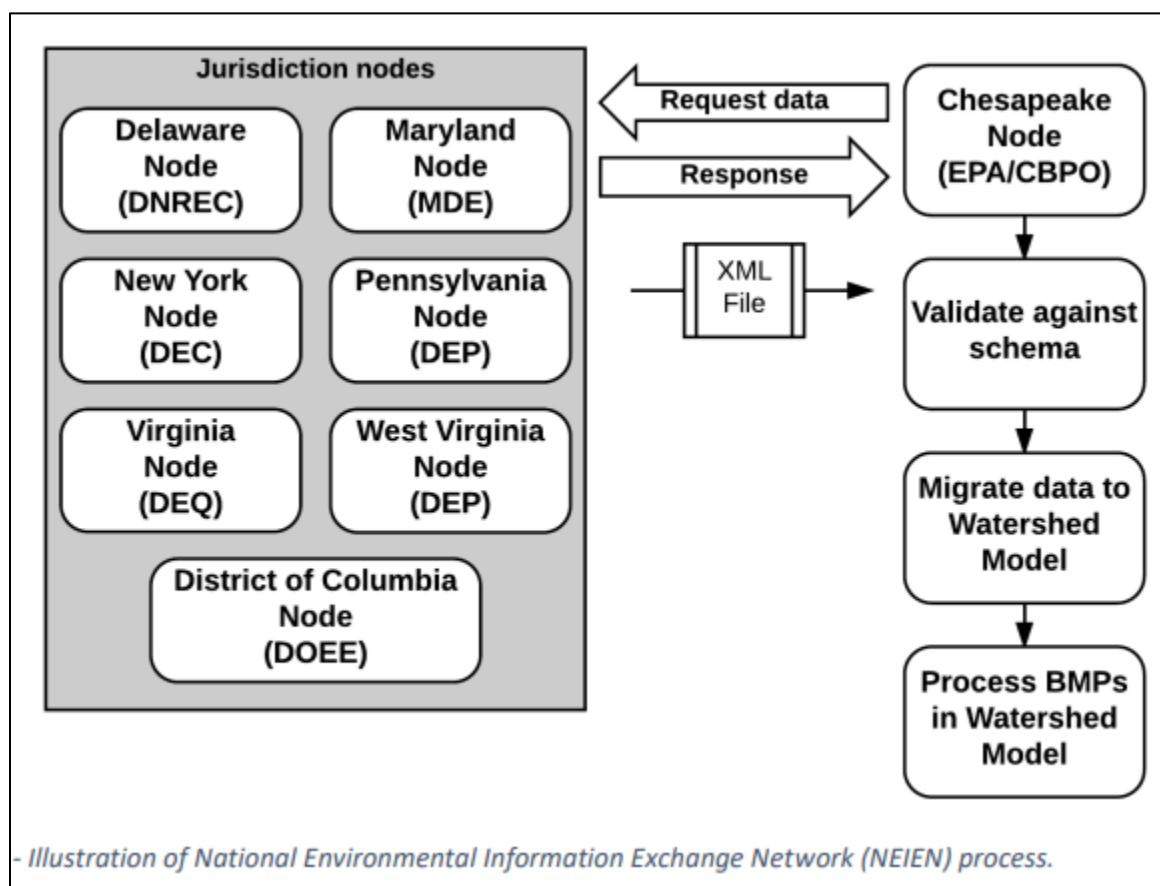 Jurisdiction nodes
Delaware
Node
(DNREC)
Maryland
Node
(MDE)
New York
Node
(DEC)
Pennsylvania
Node
(DEP)
Virginia
Node
(DEQ)
West Virginia
Node
(DEP)
District of Columbia
Node
(DOEE)
Request data
Response
XML
File
Chesapeake
Node
(EPA/CBPO)
Validate against
schema
Migrate data to
Watershed
Model
Process BMPs
in Watershed
Model
- Illustration of National Environmental Information Exchange Network (NEIEN) process.